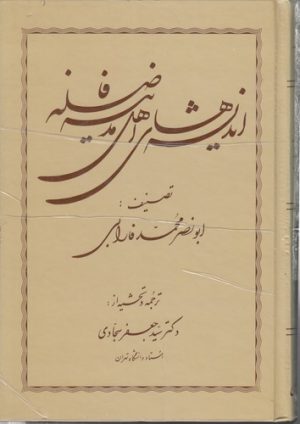 اندیشه‌های اهل مدینه فاضله
تصنیف :
ابونصر محمد فارابی
ترجمه و تحشیه از :
دکتر سید جعفر سجادی
استاد دانشگاه تهران